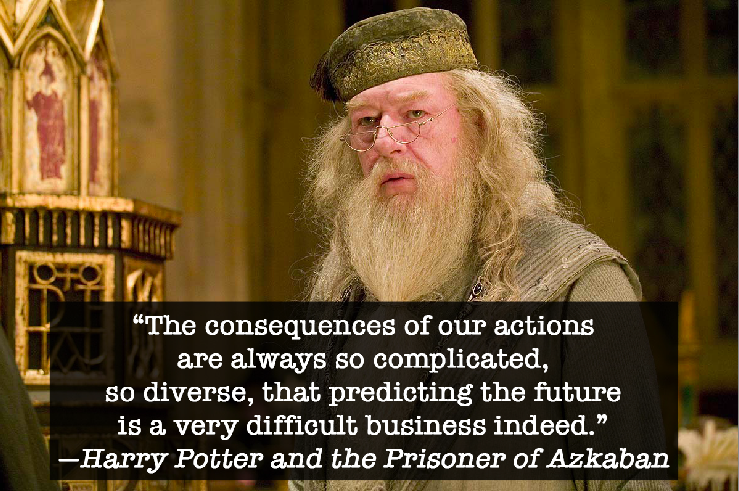 “The consequences of our actions
are always so complicated,
so diverse, that predicting the future
is a very difficult business indeed.”
—Harry Potter and the Prisoner of Azkaban